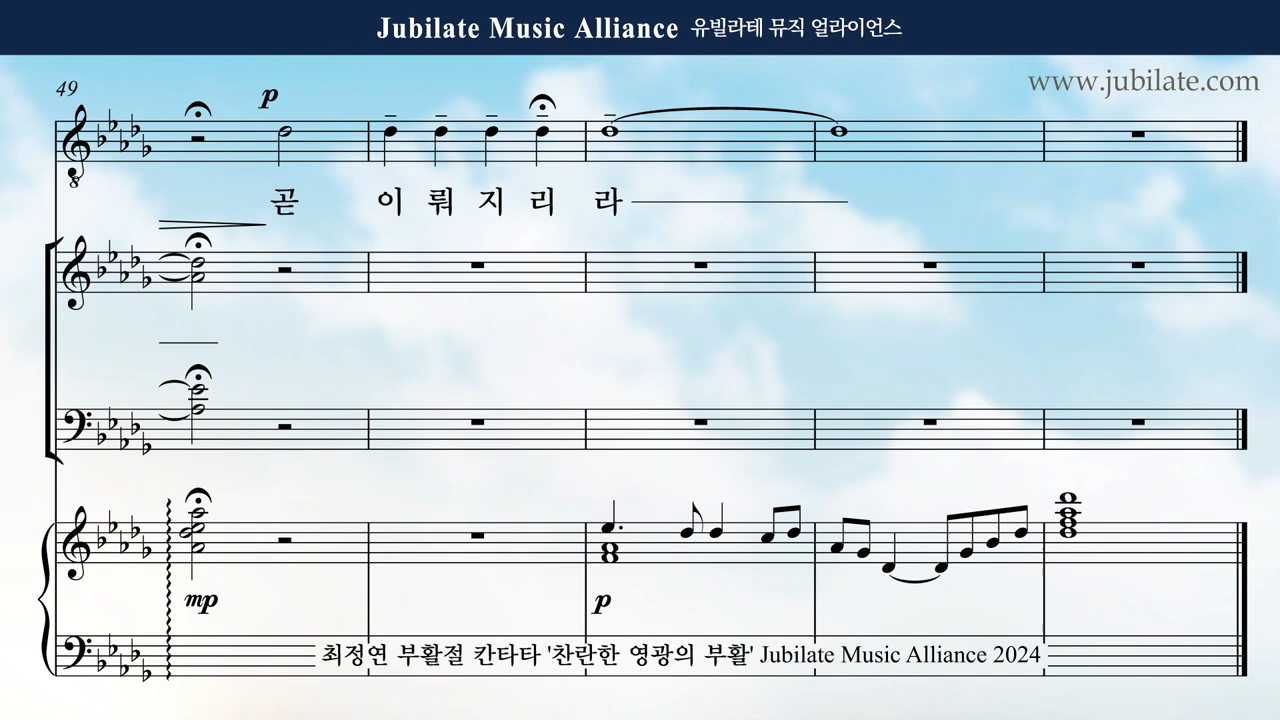 Jubilate Music Alliance 유빌라테 뮤직 얼라이언스
www.jubilate.com
49
p
곧 이 뤄 지 리 라
mp
p
최정연 부활절 칸타타 '찬란한 영광의 부활' Jubilate Music Alliance 2024